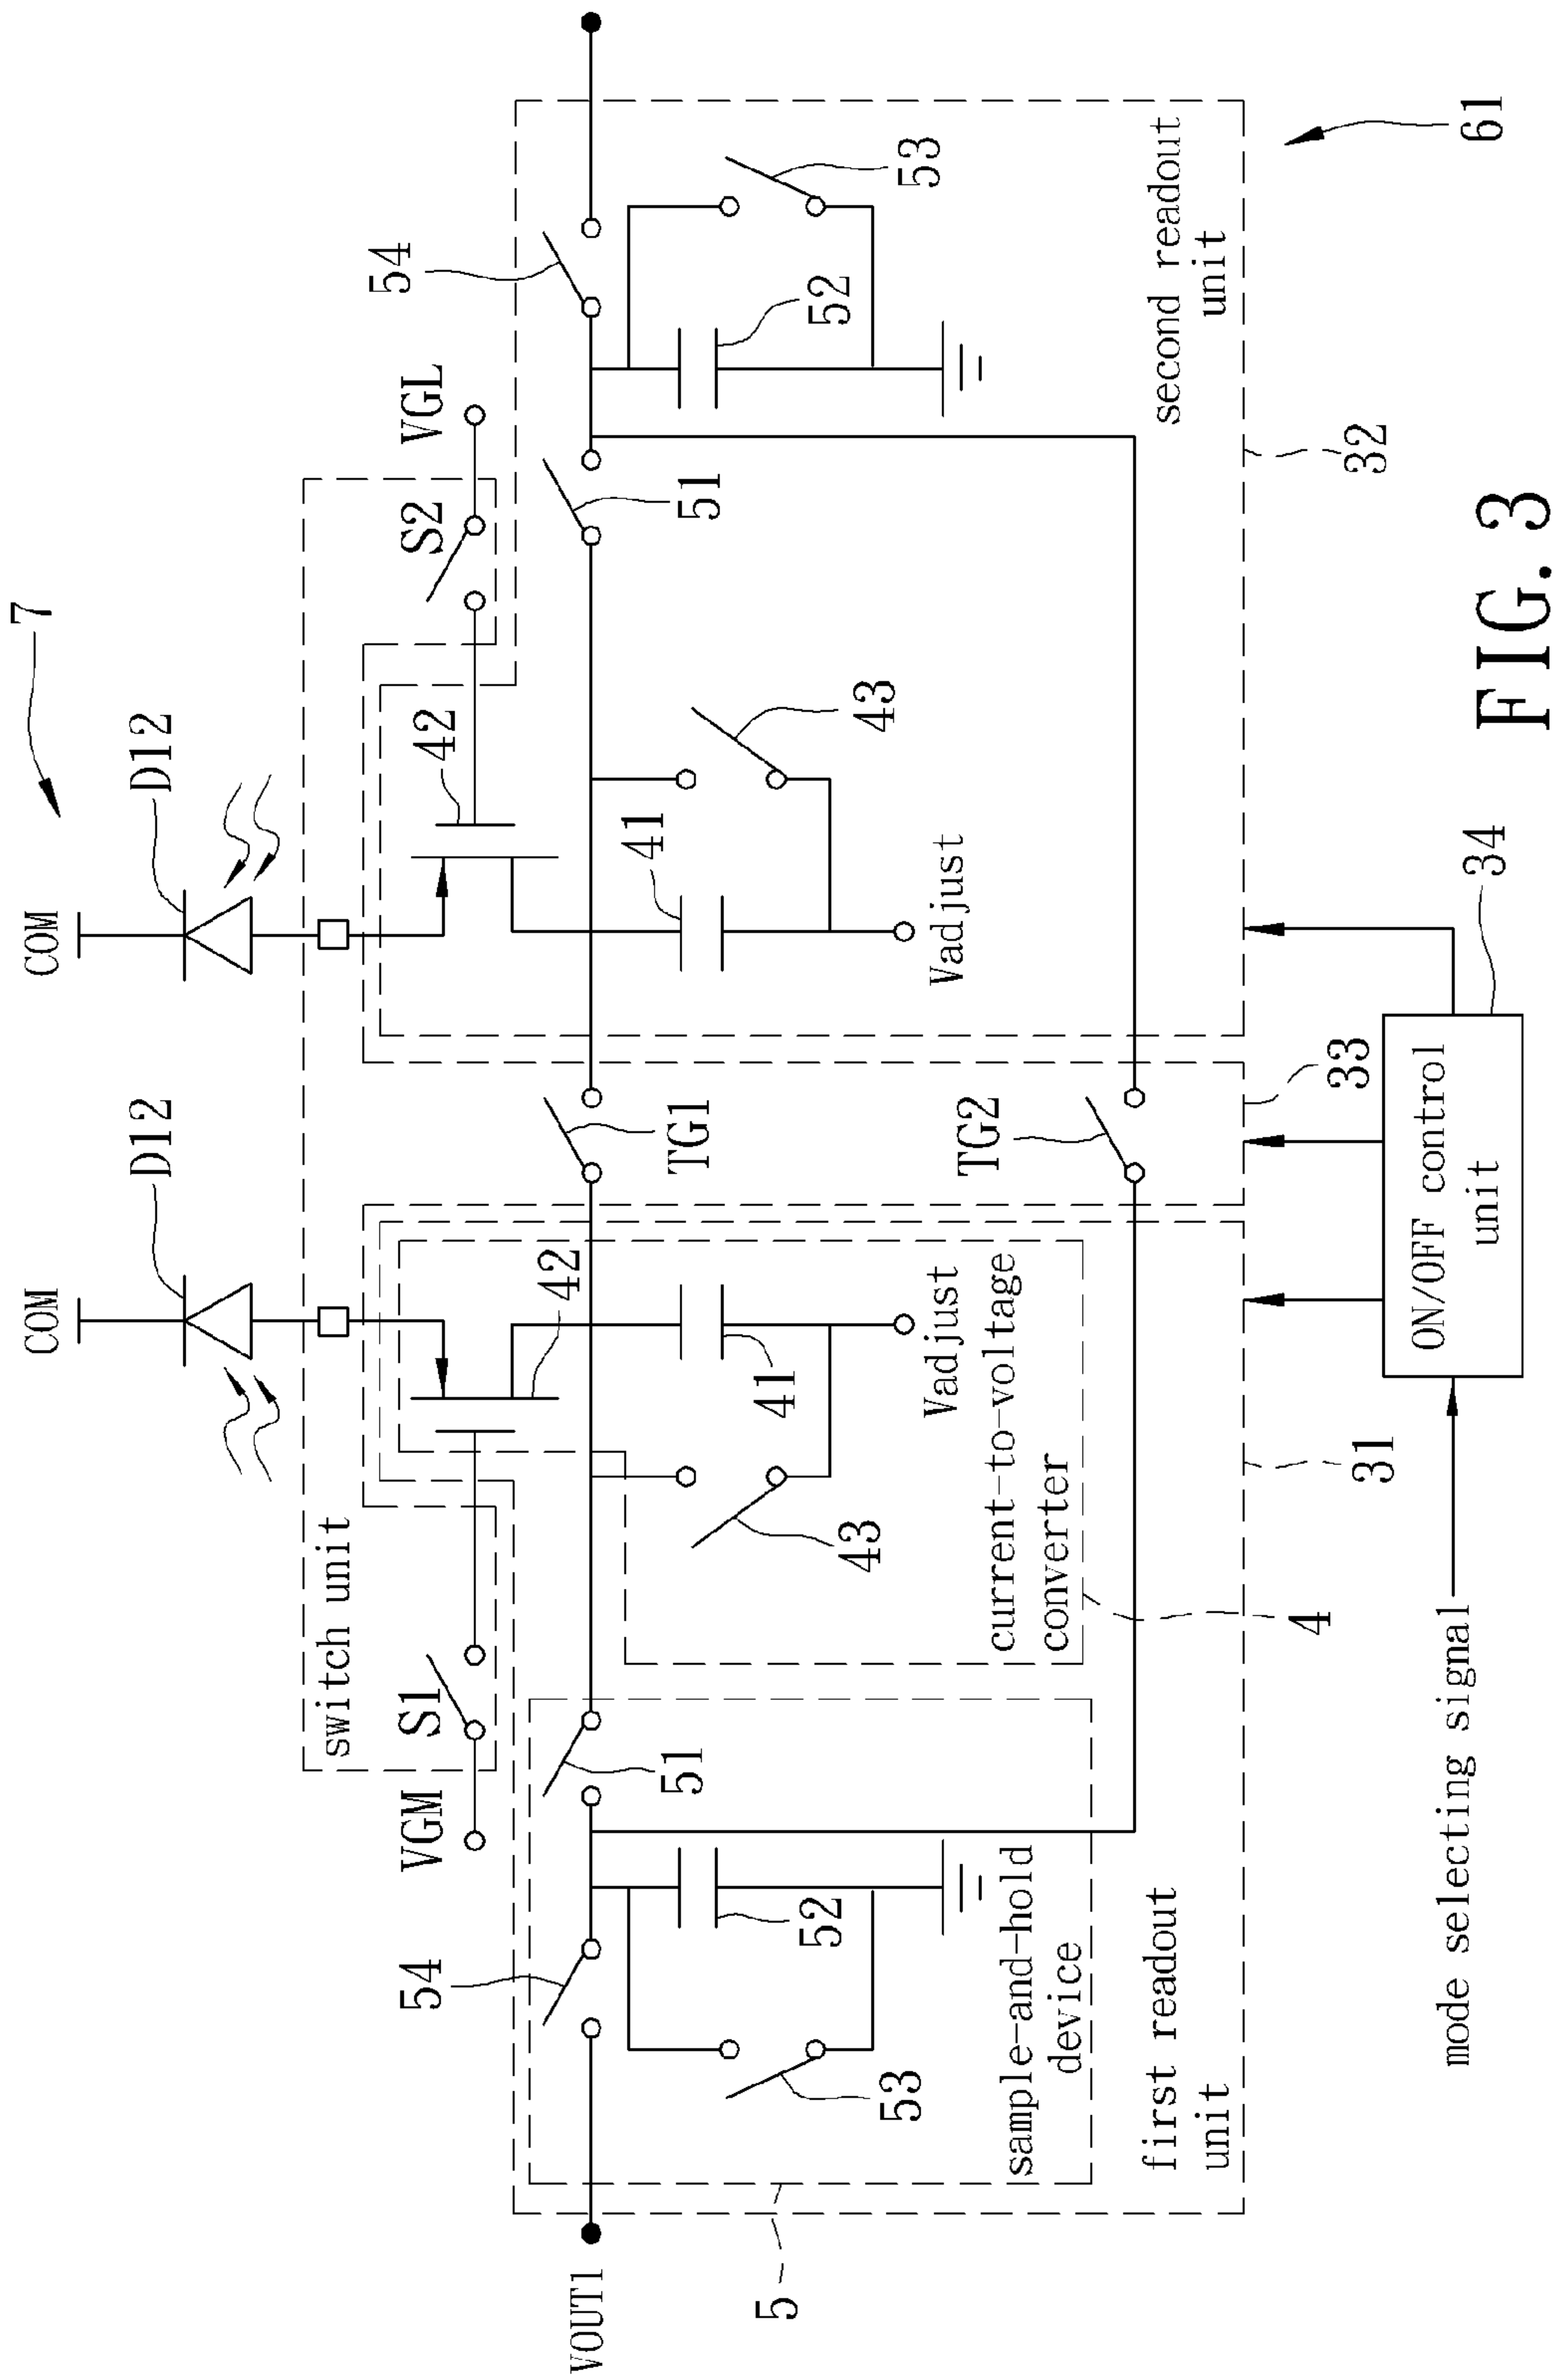 7
COM
COM
D12
D12
switch unit
VGM
S1
42
42
S2
VGL
54
54
VOUT1
51
TG1
51
53
52
43
41
41
43
52
53
Vadjust
Vadjust
TG2
sample-and-hold
device
current-to-voltage
converter
5
4
first readout
unit
second readout
unit
31
33
32
61
ON/OFF control
unit
34
mode selecting signal
FIG. 3